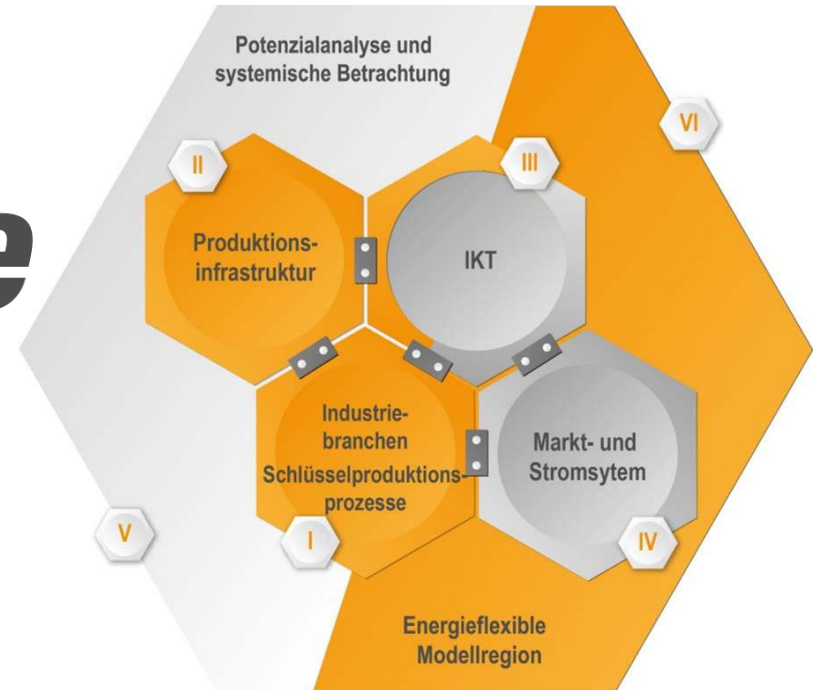 e
Potenzialanalyse und
systemische Betrachtung
VI
II
III
Produktions-
infrastruktur
IKT
Industrie-
branchen
Schlüsselproduktions-
prozesse
Markt- und
Stromsytem
V
I
IV
Energieflexible
Modellregion